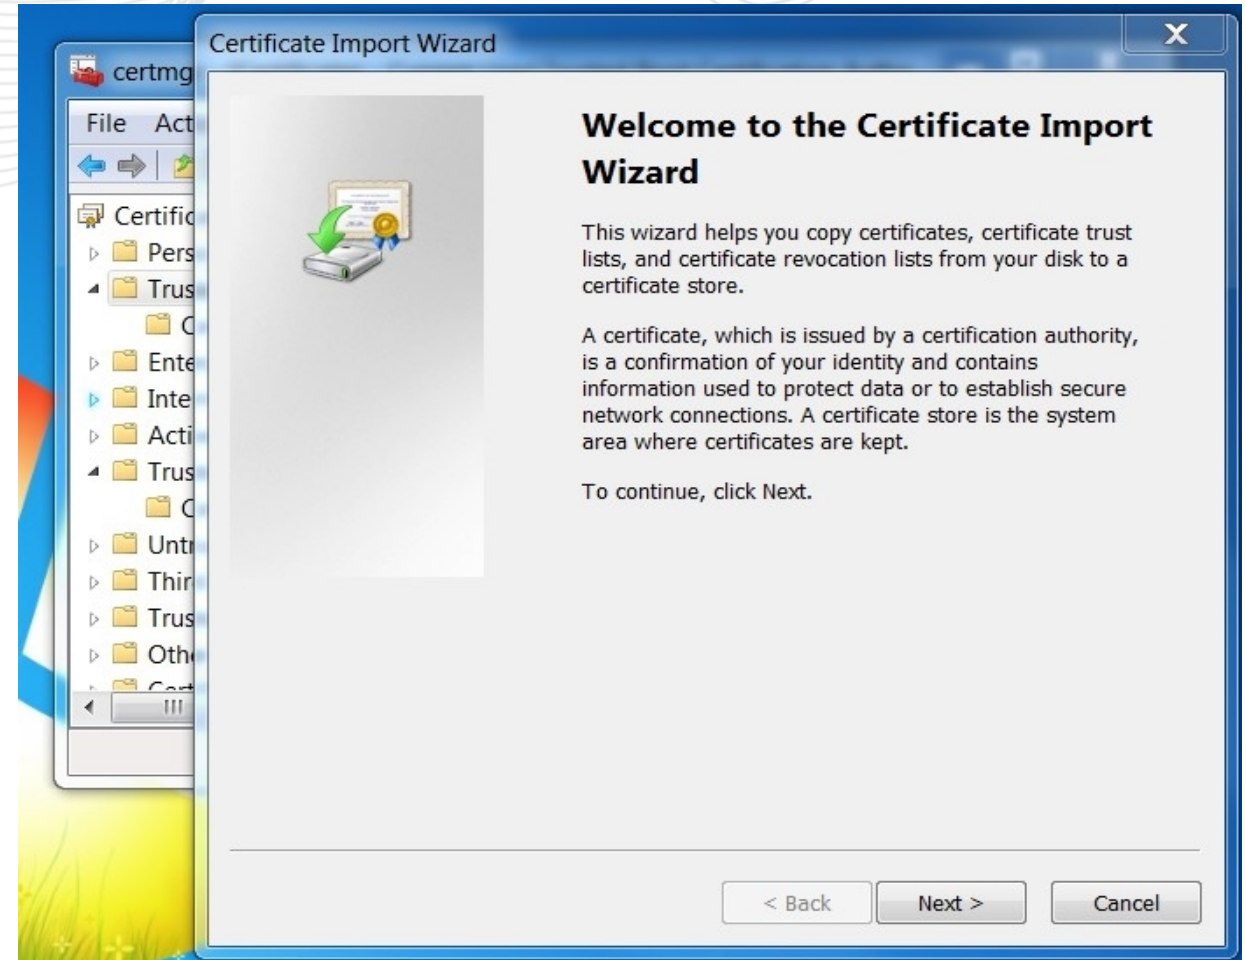 Certificate Import Wizard
certmg
File Act
Certific
Pers
Trus
C
Ente
Inte
Acti
Trus
C
Untr
Thir
Trus
Othe
Cert
Welcome to the Certificate Import
Wizard
This wizard helps you copy certificates, certificate trust
lists, and certificate revocation lists from your disk to a
certificate store.
A certificate, which is issued by a certification authority,
is a confirmation of your identity and contains
information used to protect data or to establish secure
network connections. A certificate store is the system
area where certificates are kept.
To continue, click Next.
< Back Next > Cancel